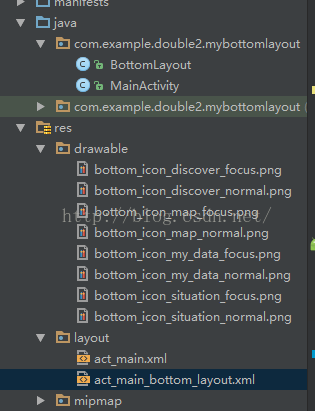 manifests
java
com.example.double2.mybottomlayout
BottomLayout
MainActivity
com.example.double2.mybottomlayout (
res
drawable
bottom_icon_discover_focus.png
bottom_icon_discover_normal.png
bottom_icon_map_focus.png
http://blog.csdn.net/
bottom_icon_map_normal.png
bottom_icon_my_data_focus.png
bottom_icon_my_data_normal.png
bottom_icon_situation_focus.png
bottom_icon_situation_normal.png
layout
act_main.xml
act_main_bottom_layout.xml
mipmap